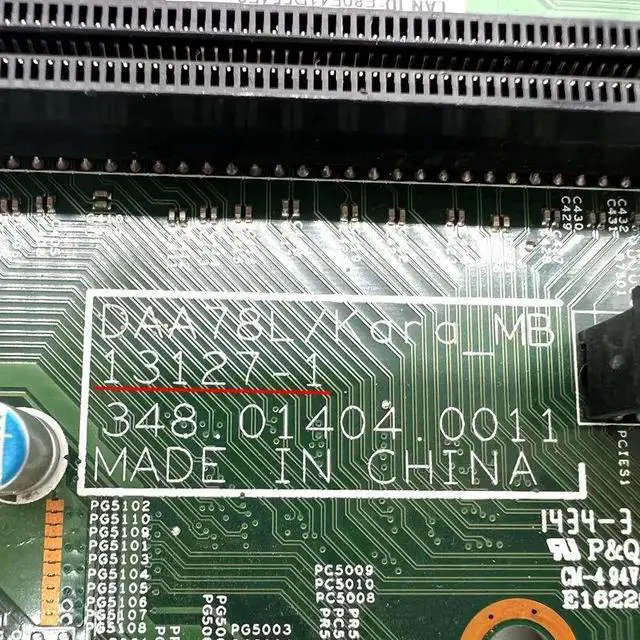 C429
C430
C431
C432
DAA78L/Kara_MB
13127-1
348.01404.0011
MADE IN CHINA
PCIES1
PG5102
PG5110
PG5109
PG5101
PG5103
PG5104
PG5105
PG5106
PG5107
PG5108
PG5003
PC5009
PC5010
PC5008
1434-3
P&Q
CM-4 94V
E1622